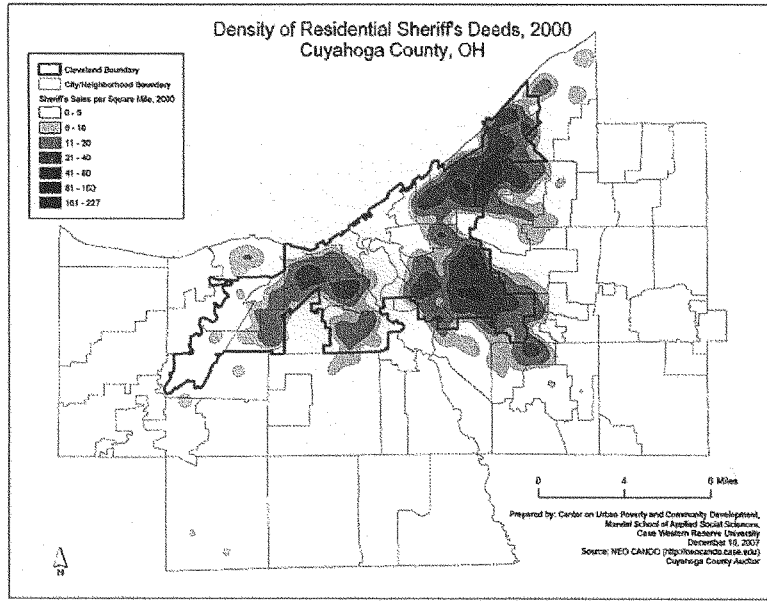 Density of Residential Sheriff's Deeds, 2000
Cuyahoga County, OH
Cleveland Boundary
City/Neighborhood Boundary
Sheriff's Sales per Square Mile, 2000
0 - 5
6 - 10
11 - 20
21 - 40
41 - 80
81 - 160
161 - 227
0 4 8 Miles
Prepared by: Center on Urban Poverty and Community Development,
Mandel School of Applied Social Sciences,
Case Western Reserve University
December 10, 2007
Source: NEO CANDO (http://neocando.case.edu)
Cuyahoga County Auditor
N